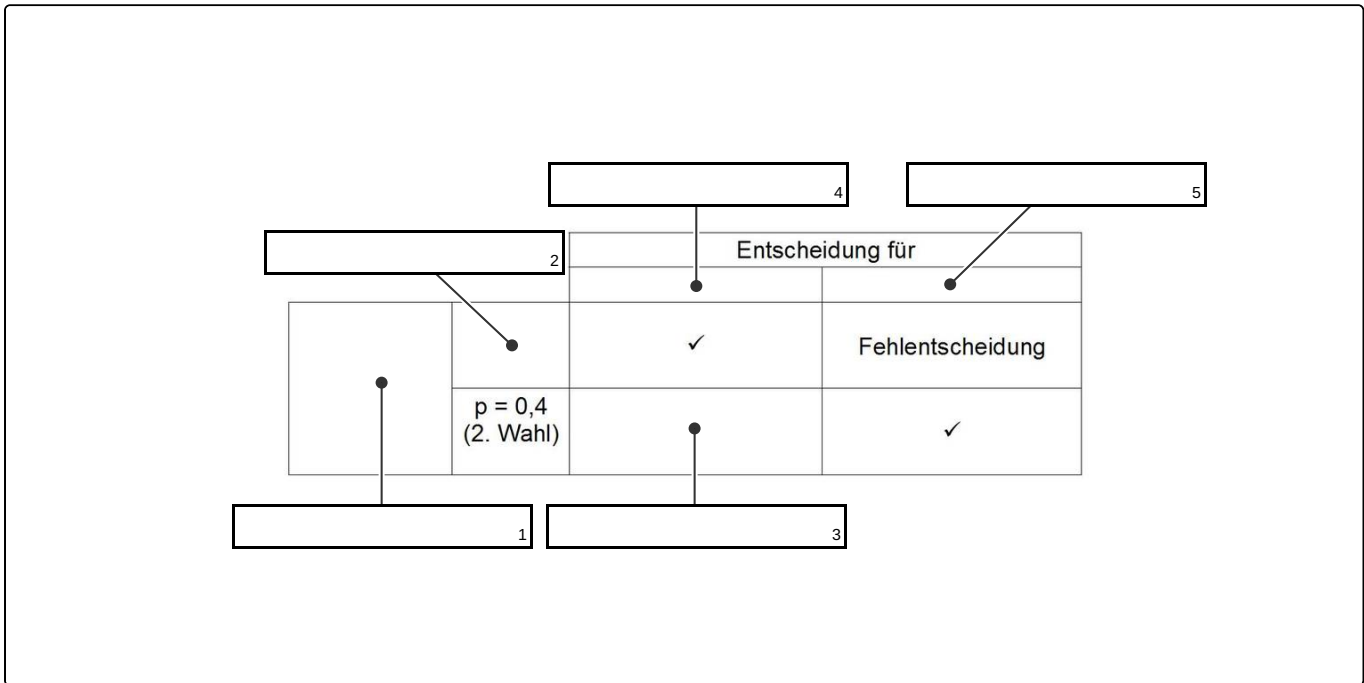 4
5
2
Entscheidung für
✓
Fehlentscheidung
p = 0,4
(2. Wahl)
✓
1
3